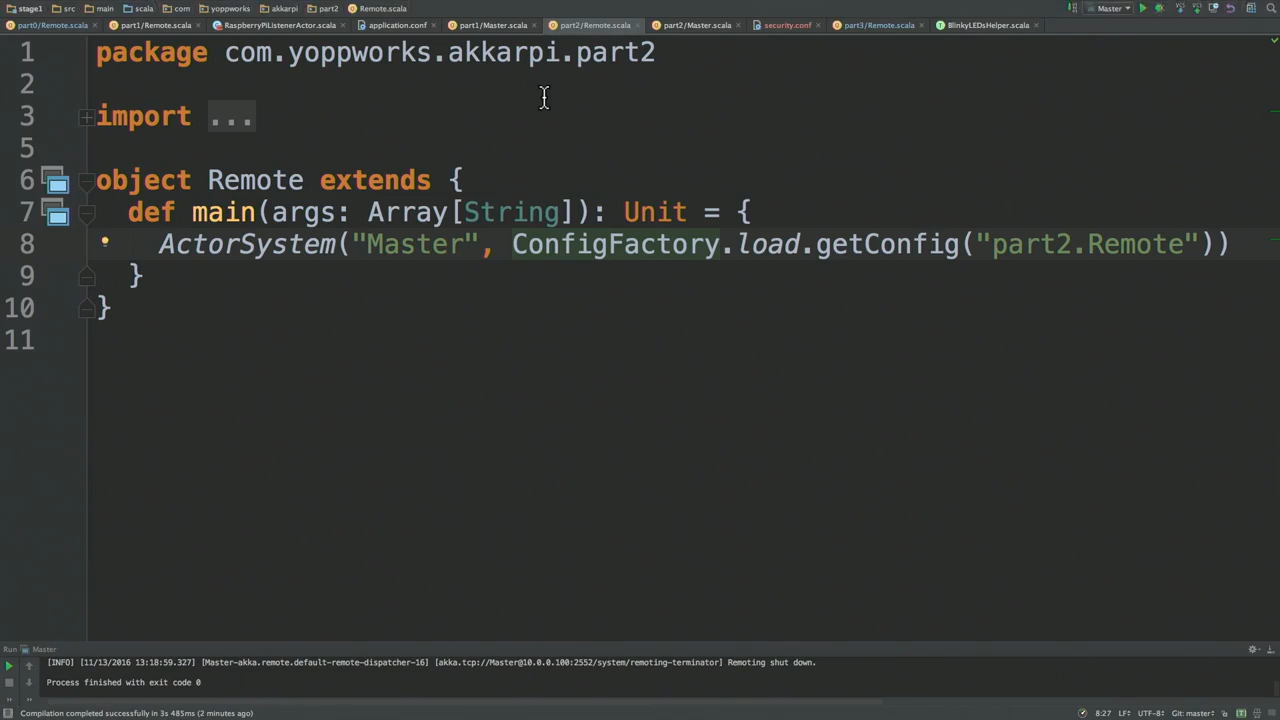 stage1 src main scala com yoppworks akkarpi part2 Remote.scala Master
part0/Remote.scala part1/Remote.scala RaspberryPiListenerActor.scala application.conf part1/Master.scala part2/Remote.scala part2/Master.scala security.conf part3/Remote.scala BlinkyLEDsHelper.scala
1 package com.yoppworks.akkarpi.part2
2
3 import ...
5
6 object Remote extends {
7 def main(args: Array[String]): Unit = {
8 ActorSystem("Master", ConfigFactory.load.getConfig("part2.Remote"))
9 }
10 }
11
Run Master
[INFO] [11/13/2016 13:18:59.327] [Master-akka.remote.default-remote-dispatcher-16] [akka.tcp://Master@10.0.0.100:2552/system/remoting-terminator] Remoting shut down.
Process finished with exit code 0
Compilation completed successfully in 3s 485ms (2 minutes ago) 8:27 LF÷ UTF-8÷ Git: master÷